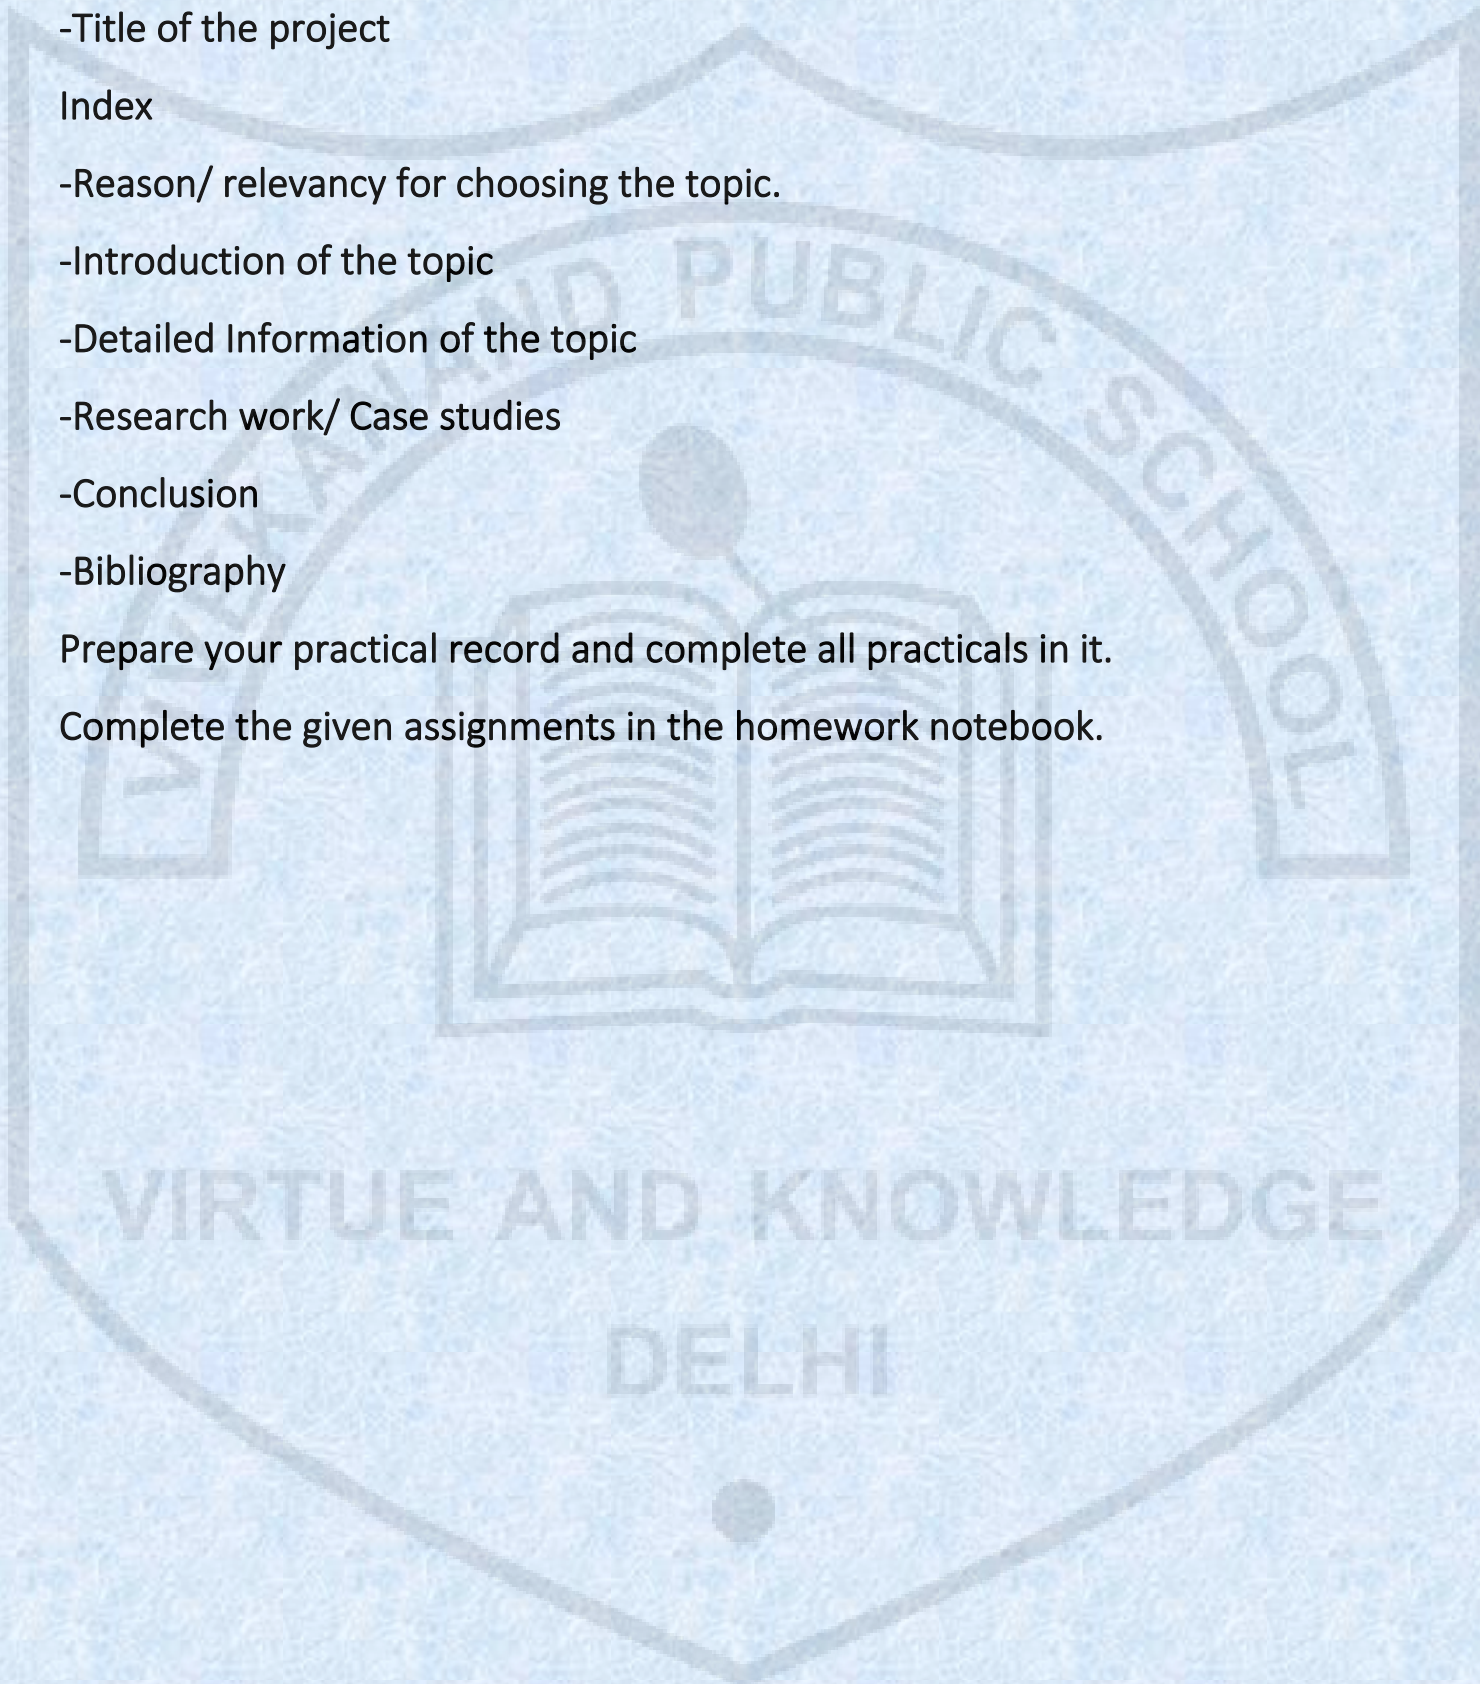 -Title of the project
Index
-Reason/ relevancy for choosing the topic.
-Introduction of the topic
-Detailed Information of the topic
-Research work/ Case studies
-Conclusion
-Bibliography
Prepare your practical record and complete all practicals in it.
Complete the given assignments in the homework notebook.
VIVEKANAND PUBLIC SCHOOL
VIRTUE AND KNOWLEDGE
DELHI